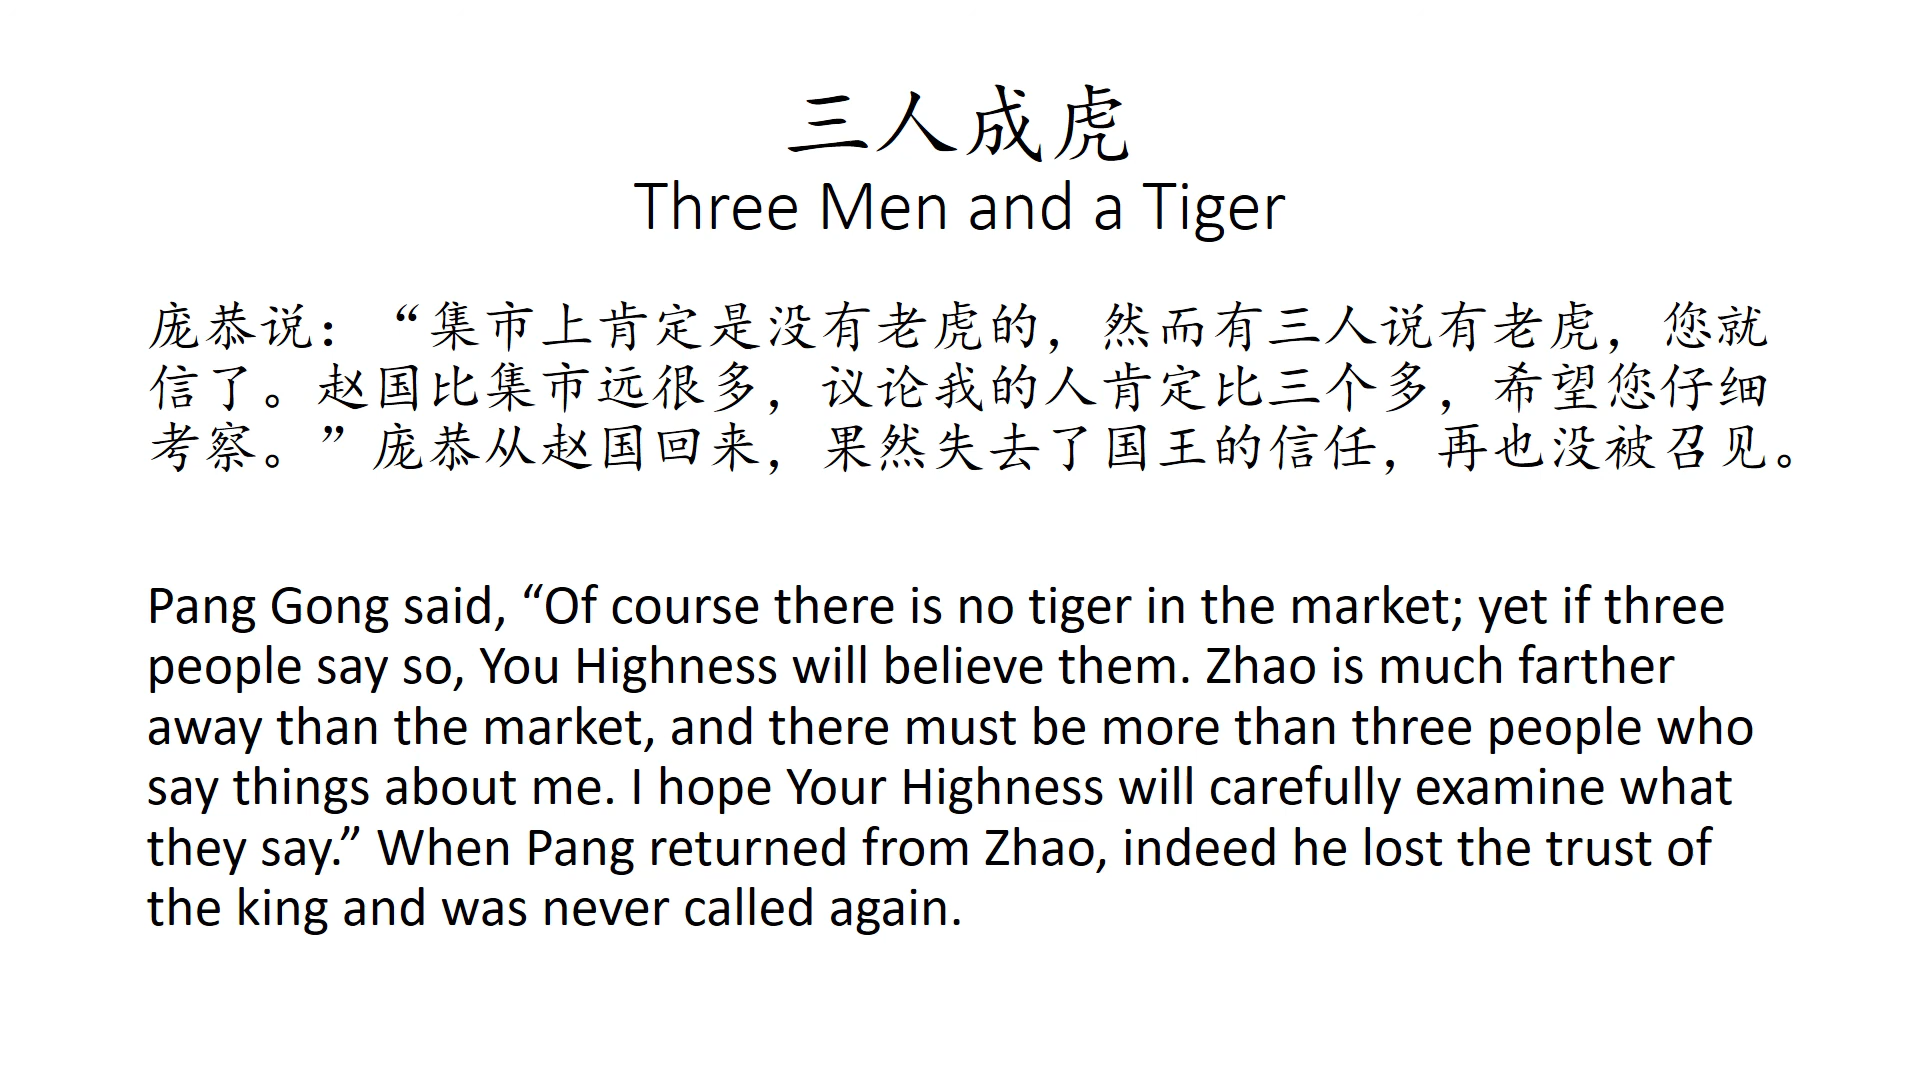 三人成虎
Three Men and a Tiger
庞恭说：“集市上肯定是没有老虎的，然而有三人说有老虎，您就
信了。赵国比集市远很多，议论我的人肯定比三个多，希望您仔细
考察。”庞恭从赵国回来，果然失去了国王的信任，再也没被召见。
Pang Gong said, “Of course there is no tiger in the market; yet if three
people say so, You Highness will believe them. Zhao is much farther
away than the market, and there must be more than three people who
say things about me. I hope Your Highness will carefully examine what
they say.” When Pang returned from Zhao, indeed he lost the trust of
the king and was never called again.